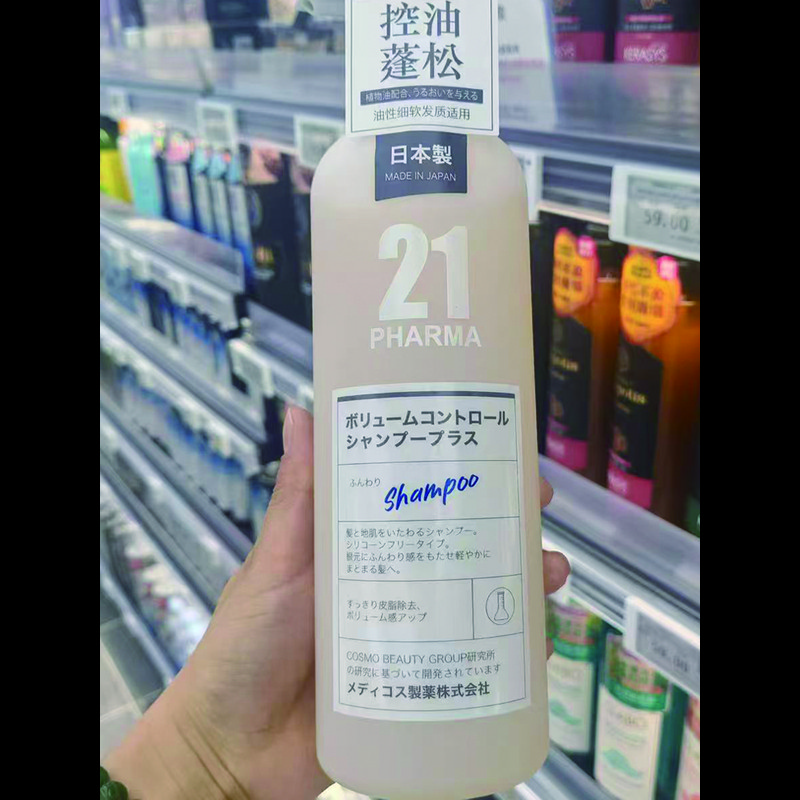 控油
蓬松
植物油配合、うるおいを与える
油性细软发质适用
日本製
MADE IN JAPAN
21
PHARMA
ボリュームコントロール
シャンプープラス
ふんわり
Shampoo
髪と地肌をいたわるシャンプー。
シリコーンフリータイプ。
根元にふんわり感をもたせ軽やかに
まとまる髪へ。
すっきり皮脂除去、
ボリューム感アップ
COSMO BEAUTY GROUP研究所
の研究に基づいて開発されています
メディコス製薬株式会社
KERASYS
59.00
59.00